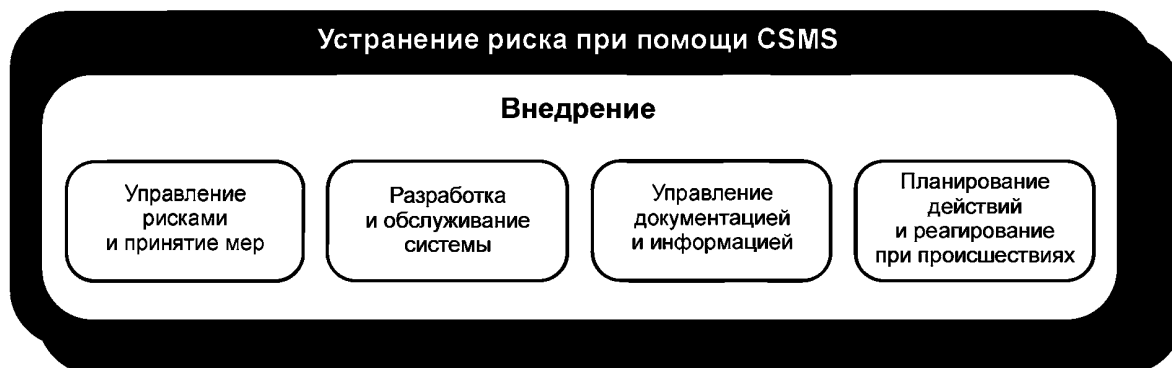 Устранение риска при помощи CSMS
Внедрение
Управление
рисками
и принятие мер
Разработка
и обслуживание
системы
Управление
документацией
и информацией
Планирование
действий
и реагирование
при происшествиях